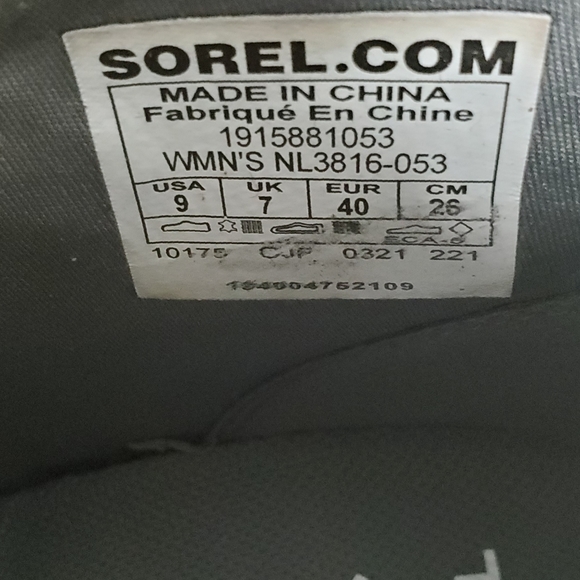 SOREL.COM
MADE IN CHINA
Fabriqué En Chine
1915881053
WMN'S NL3816-053
USA UK EUR CM
9 7 40 26
10175 CJP 0321 221